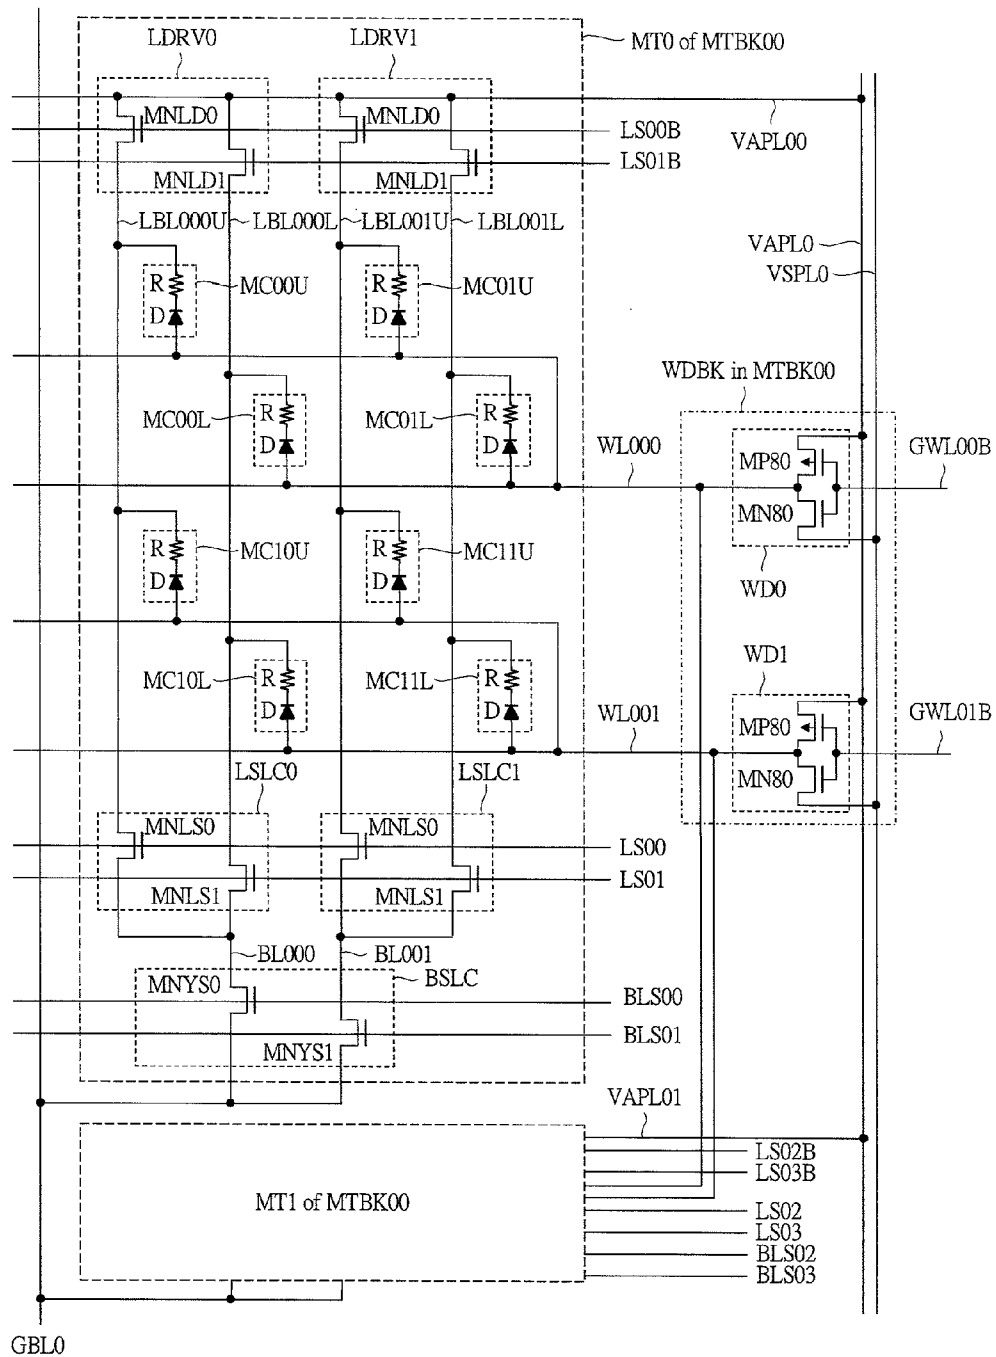 LDRV0
LDRV1
MT0 of MTBK00
MNLD0
MNLD0
LS00B
VAPL00
MNLD1
MNLD1
LS01B
LBL000U
LBL000L
LBL001U
LBL001L
VAPL0
VSPL0
R
D
MC00U
R
D
MC01U
WDBK in MTBK00
MC00L
R
D
MC01L
R
D
WL000
MP80
MN80
GWL00B
WD0
R
D
MC10U
R
D
MC11U
WD1
MC10L
R
D
MC11L
R
D
WL001
MP80
MN80
GWL01B
LSLC0
LSLC1
MNLS0
MNLS0
LS00
MNLS1
MNLS1
LS01
BL000
BL001
BSLC
MNYS0
BLS00
MNYS1
BLS01
VAPL01
LS02B
LS03B
MT1 of MTBK00
LS02
LS03
BLS02
BLS03
GBL0